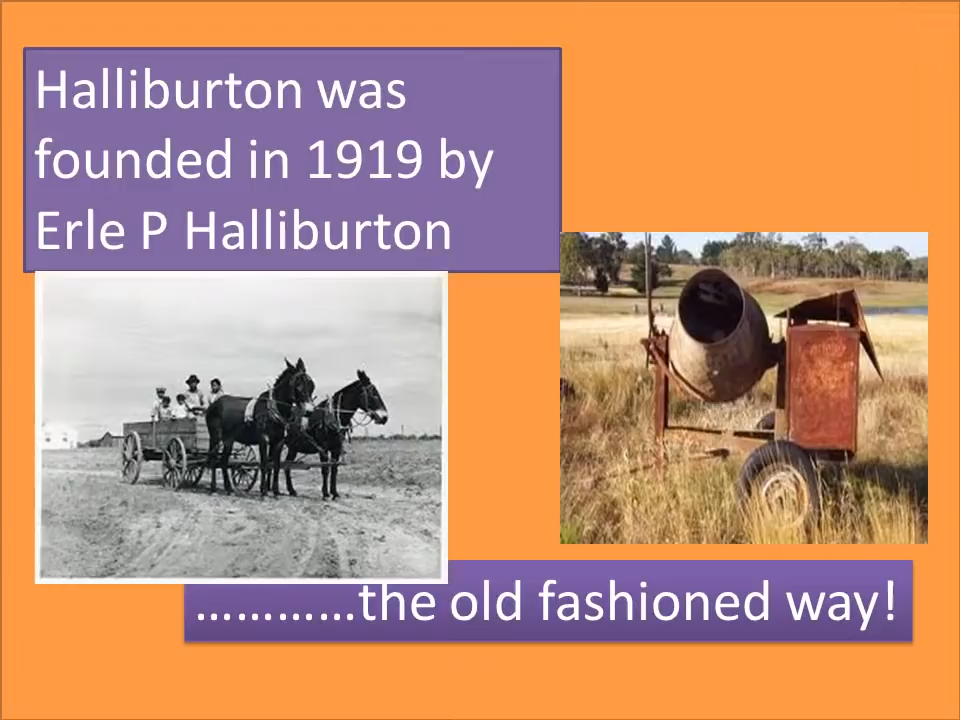 Halliburton was
founded in 1919 by
Erle P Halliburton
…………the old fashioned way!